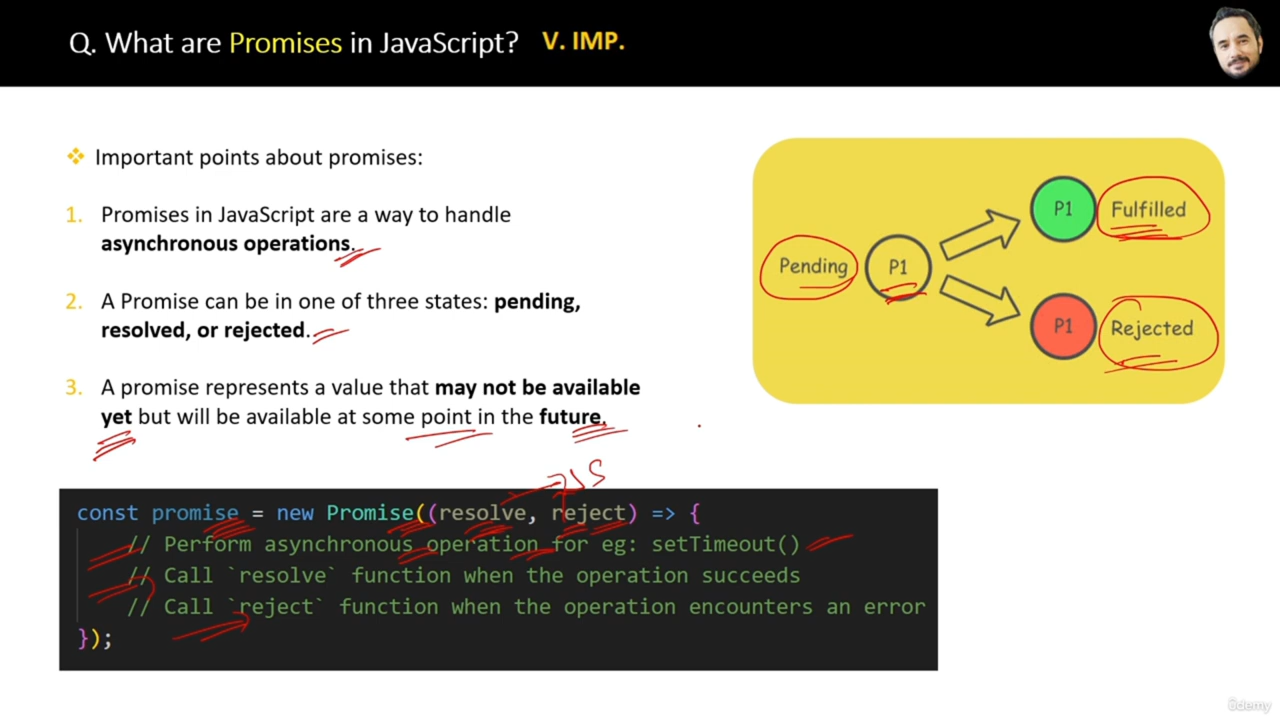 Q. What are Promises in JavaScript? V. IMP.
❖ Important points about promises:
1. Promises in JavaScript are a way to handle
asynchronous operations.
2. A Promise can be in one of three states: pending,
resolved, or rejected.
3. A promise represents a value that may not be available
yet but will be available at some point in the future.
Pending P1
P1 Fulfilled
P1 Rejected
JS
const promise = new Promise((resolve, reject) => {
// Perform asynchronous operation for eg: setTimeout()
// Call `resolve` function when the operation succeeds
// Call `reject` function when the operation encounters an error
});
ûdemy